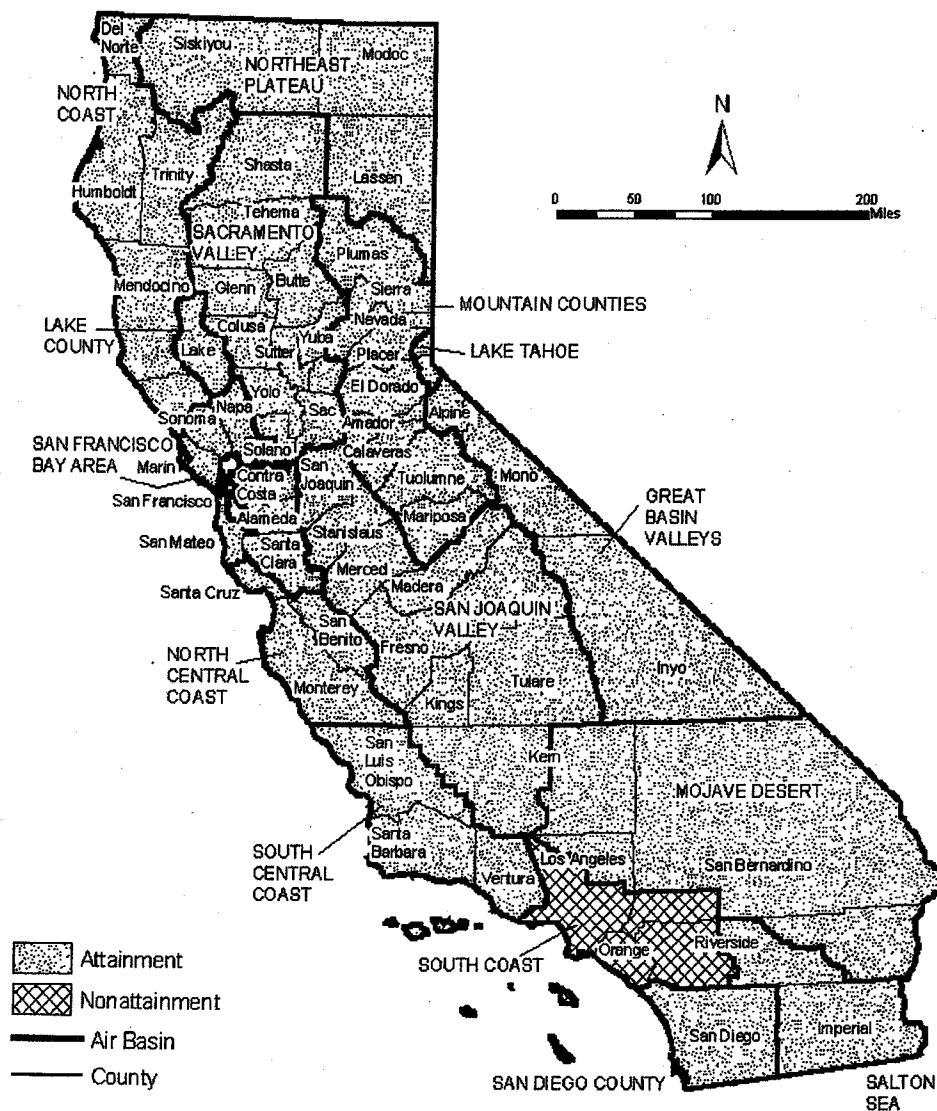 Del
Norte
Siskiyou
Modoc
NORTHEAST
PLATEAU
NORTH
COAST
N
Shasta
Lassen
Trinity
Humboldt
0 50 100 200
Miles
Tehema
SACRAMENTO
VALLEY
Plumas
Butte
Mendocino
Glenn
Sierra
MOUNTAIN COUNTIES
Nevada
Colusa
LAKE
COUNTY
Yuba
Lake
Sutter
Placer
LAKE TAHOE
Yolo
El Dorado
Napa
Sac
Alpine
Sonoma
Amador
SAN FRANCISCO
BAY AREA
Solano
Calaveras
Marin
San
Joaquin
Contra
Costa
Tuolumne
Mono
San Francisco
GREAT
BASIN
VALLEYS
Alameda
Mariposa
Stanislaus
San Mateo
Santa
Clara
Merced
Madera
Santa Cruz
SAN JOAQUIN
VALLEY
San
Benito
Fresno
NORTH
CENTRAL
COAST
Inyo
Tulare
Monterey
Kings
San
Luis
Obispo
Kern
MOJAVE DESERT
Santa
Barbara
SOUTH
CENTRAL
COAST
Los Angeles
San Bernardino
Ventura
Orange
Riverside
SOUTH COAST
Attainment
Nonattainment
Air Basin
County
San Diego
Imperial
SAN DIEGO COUNTY
SALTON
SEA